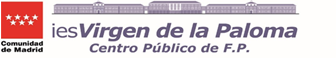 iesVirgen de la Paloma
Centro Público de F.P.
Comunidad
de Madrid